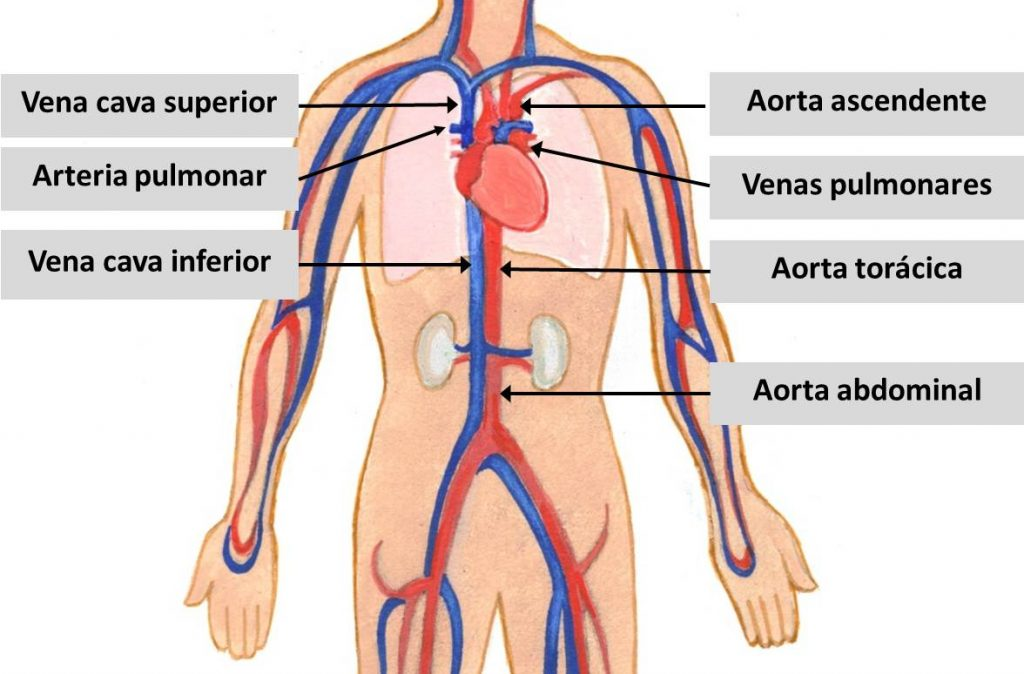 Vena cava superior
Arteria pulmonar
Vena cava inferior
Aorta ascendente
Venas pulmonares
Aorta torácica
Aorta abdominal